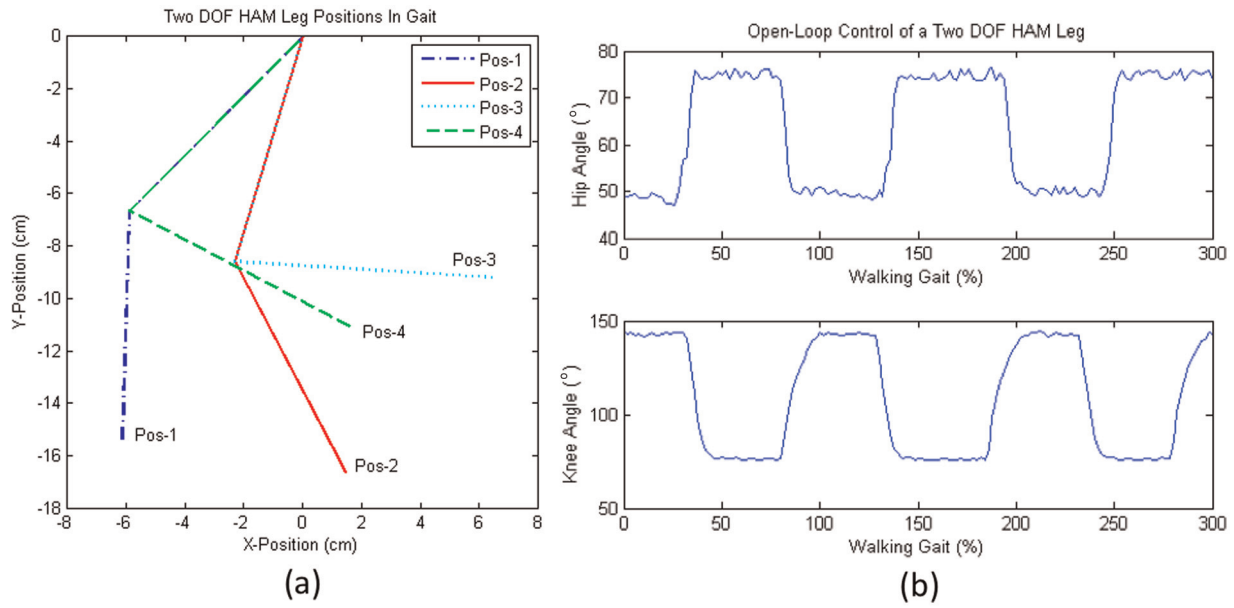 Two DOF HAM Leg Positions In Gait
0
-2
-4
-6
-8
-10
-12
-14
-16
-18
Y-Position (cm)
Pos-1
Pos-2
Pos-3
Pos-4
Pos-3
Pos-4
Pos-1
Pos-2
-8
-6
-4
-2
0
2
4
6
8
X-Position (cm)
(a)
Open-Loop Control of a Two DOF HAM Leg
80
70
60
50
40
Hip Angle (°)
0
50
100
150
200
250
300
Walking Gait (%)
150
100
50
Knee Angle (°)
0
50
100
150
200
250
300
Walking Gait (%)
(b)